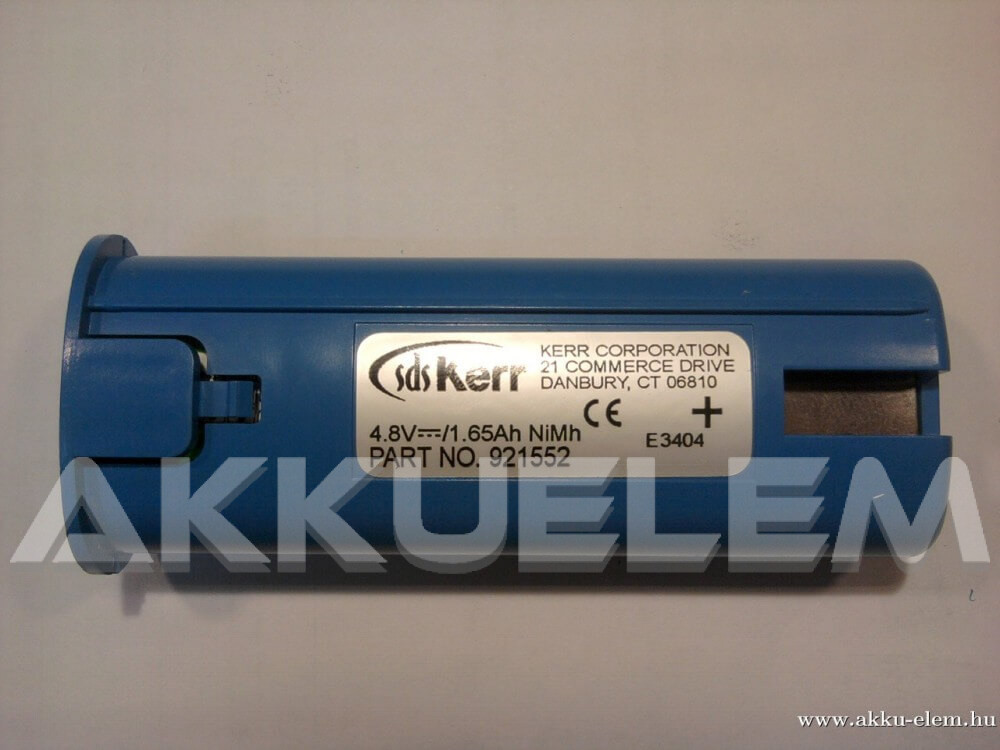 sds Kerr
KERR CORPORATION
21 COMMERCE DRIVE
DANBURY, CT 06810
CE +
4.8V⎓/1.65Ah NiMh
E3404
PART NO. 921552
AKKUELEM
www.akku-elem.hu